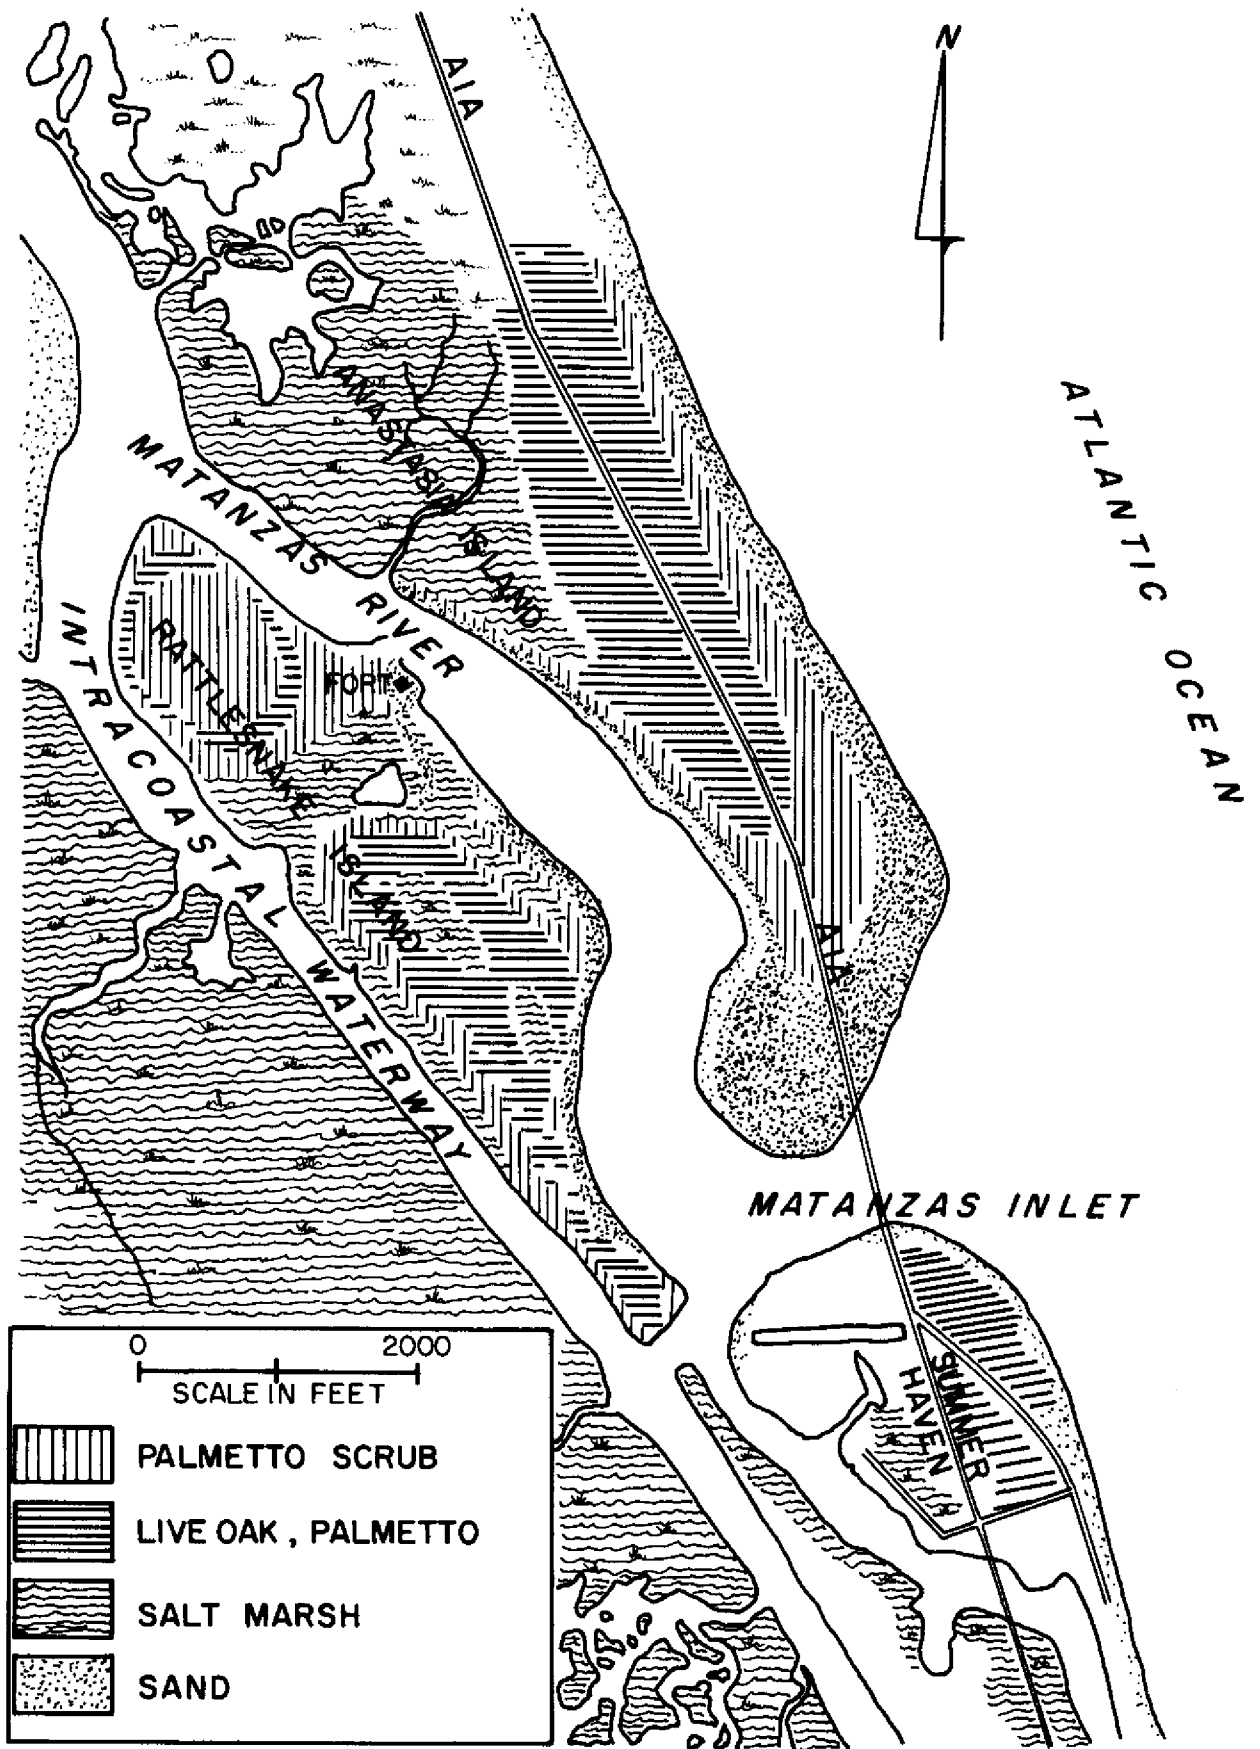 A1A
N
ANASTASIA ISLAND
ATLANTIC OCEAN
MATANZAS RIVER
INTRACOASTAL WATERWAY
RATTLESNAKE ISLAND
FORT
A1A
MATANZAS INLET
SUMMER
HAVEN
0 2000
SCALE IN FEET
PALMETTO SCRUB
LIVE OAK, PALMETTO
SALT MARSH
SAND